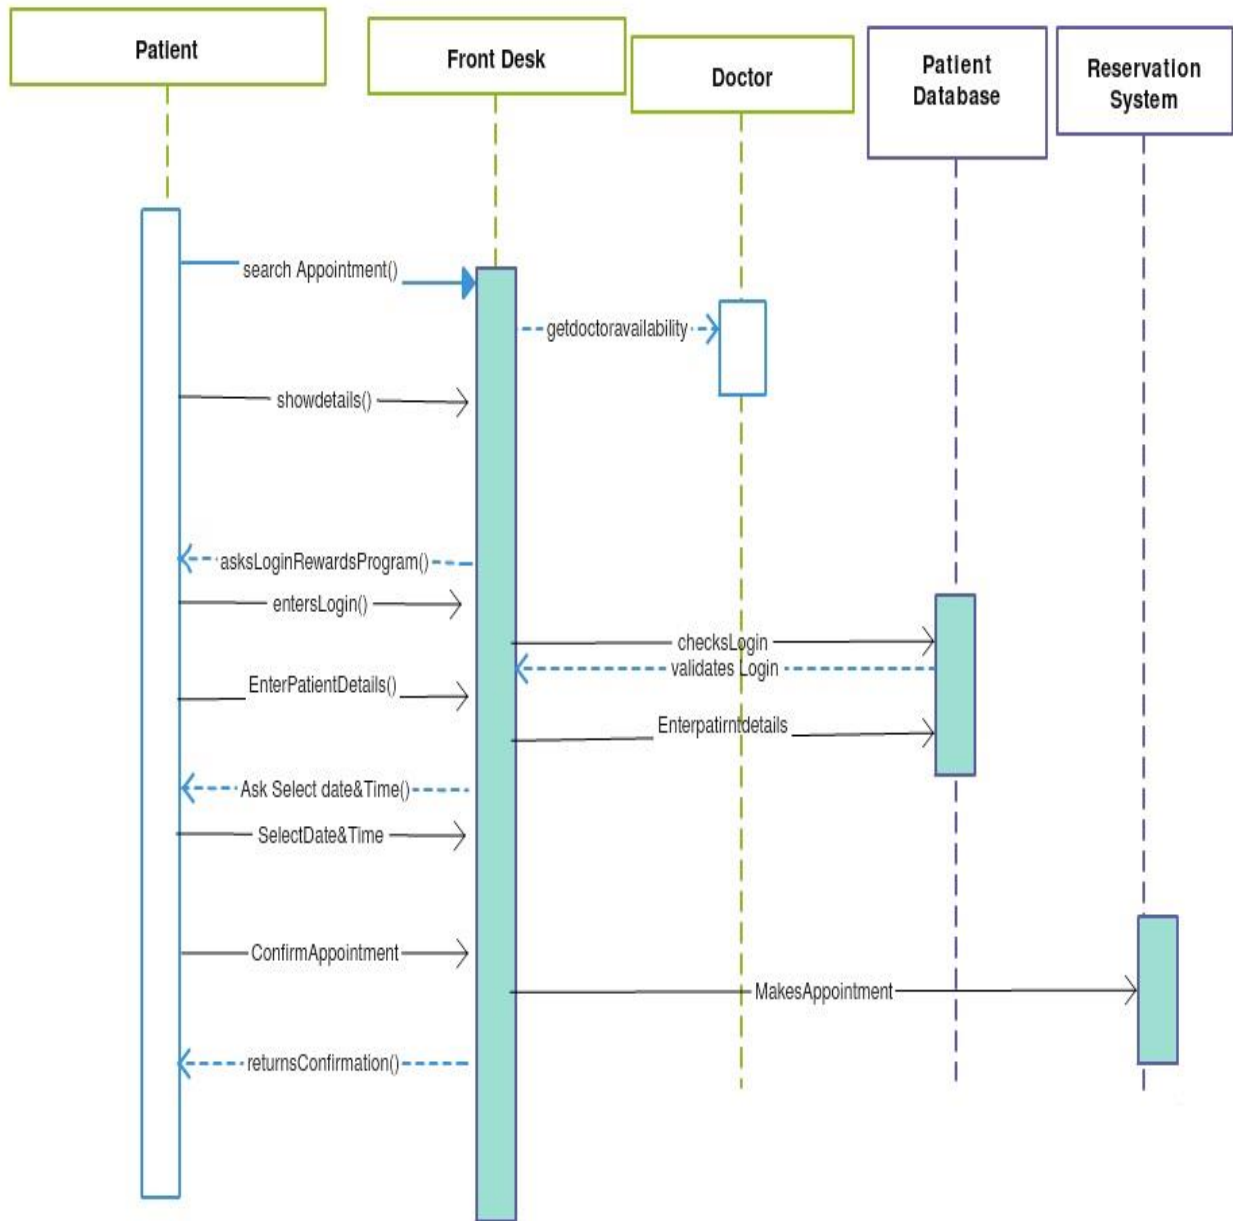 Patient
Front Desk
Doctor
Patient
Database
Reservation
System
search Appointment()
getdoctoravailability
showdetails()
asksLoginRewardsProgram()
entersLogin()
checksLogin
validates Login
EnterPatientDetails()
Enterpatirntdetails
Ask Select date&Time()
SelectDate&Time
ConfirmAppointment
MakesAppointment
returnsConfirmation()